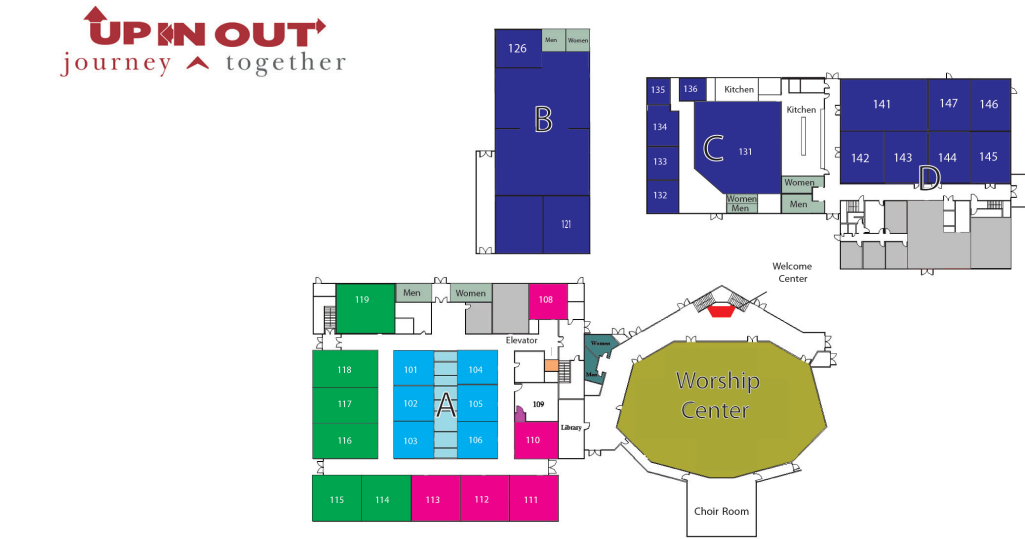 UP IN OUT
journey together
126
Men
Women
B
121
135
136
Kitchen
Kitchen
134
133
132
C
131
Women
Men
Women
Men
141
147
146
142
143
144
145
D
Welcome
Center
119
Men
Women
108
Elevator
Women
Men
118
117
116
101
104
102
105
103
106
A
109
110
Library
Worship
Center
115
114
113
112
111
Choir Room